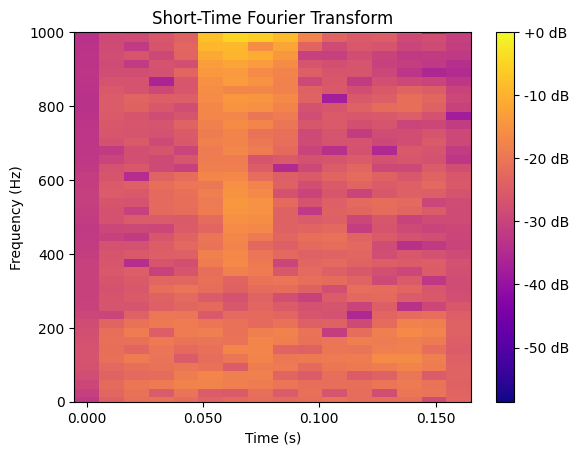 Short-Time Fourier Transform
1000
800
600
400
200
0
Frequency (Hz)
0.000
0.050
0.100
0.150
Time (s)
+0 dB
-10 dB
-20 dB
-30 dB
-40 dB
-50 dB